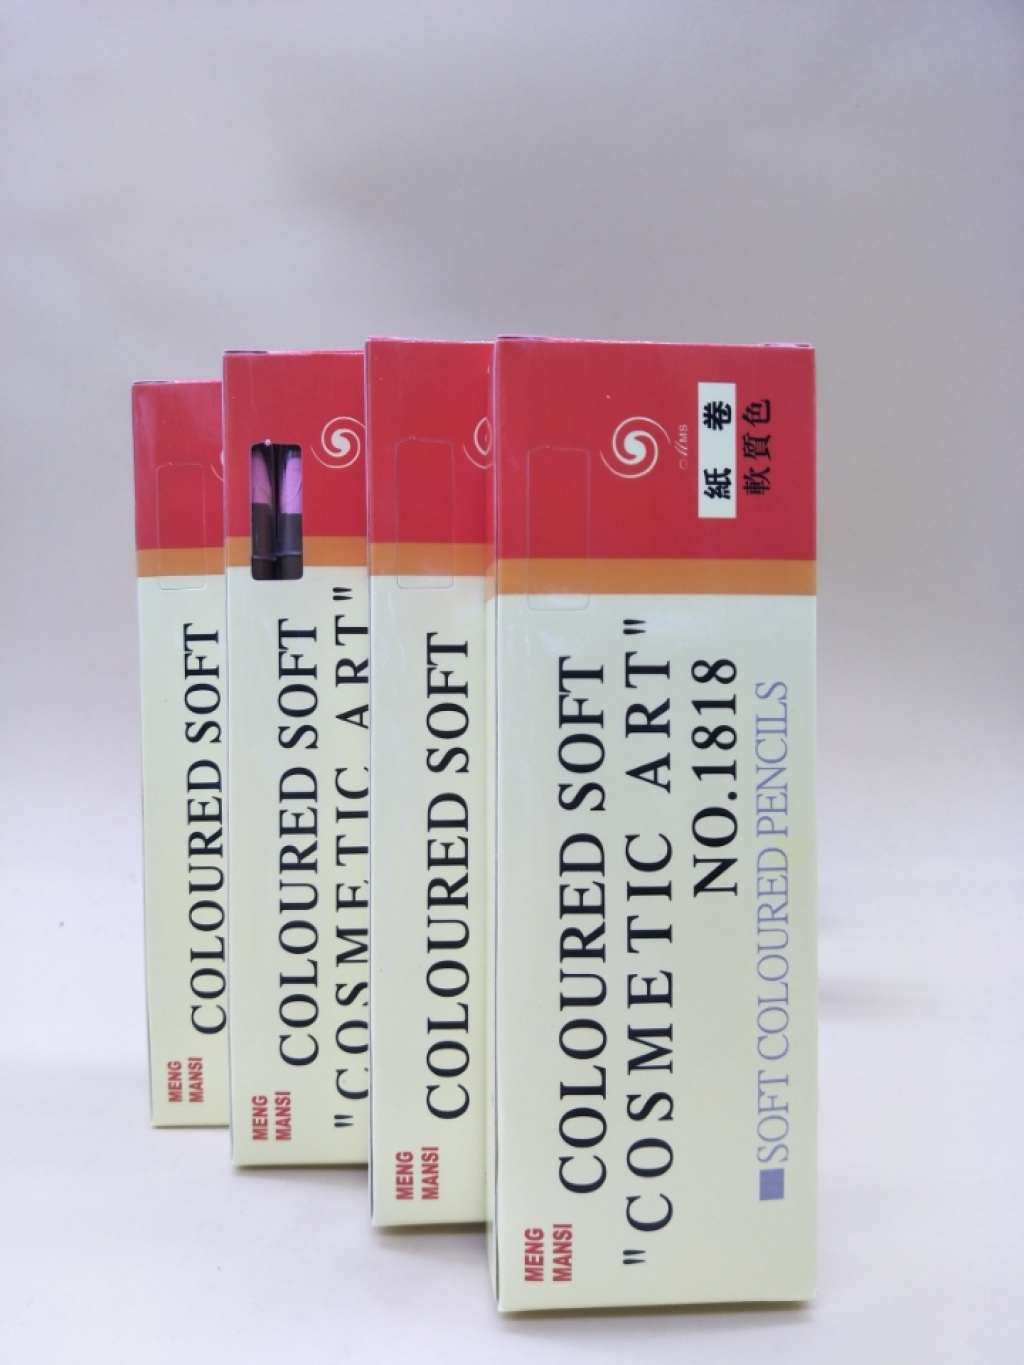 COLOURED SOFT
MENG
MANSI
COLOURED SOFT
"COSMETIC ART"
MENG
MANSI
COLOURED SOFT
MENG
MANSI
紙卷
軟質色
MMS
COLOURED SOFT
"COSMETIC ART"
NO.1818
SOFT COLOURED PENCILS
MENG
MANSI